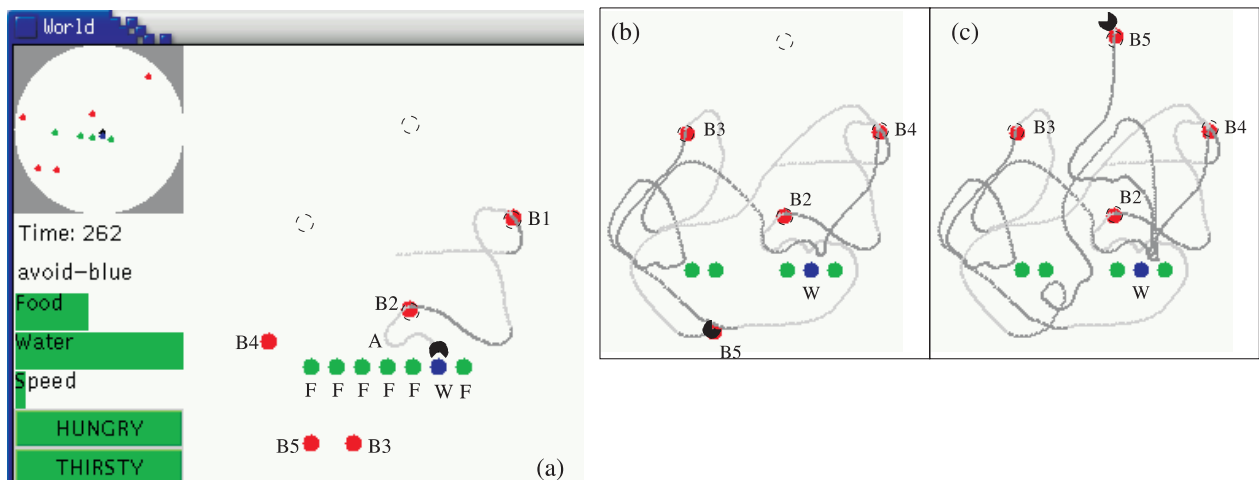 World
Time: 262
avoid-blue
Food
Water
Speed
HUNGRY
THIRSTY
B1
B2
A
B4
F F F F F W F
B5 B3
(a)
(b)
B3
B4
B2
W
B5
(c)
B5
B3
B4
B2
W